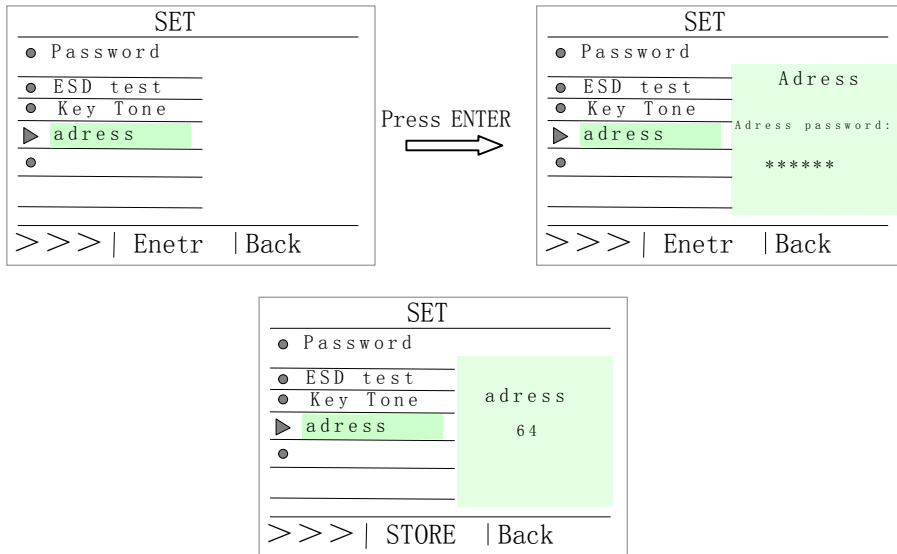 SET
Password
ESD test
Key Tone
adress
>>>| Enetr |Back
Press ENTER
SET
Password
ESD test
Key Tone
adress
Adress
Adress password:
******
>>>| Enetr |Back
SET
Password
ESD test
Key Tone
adress
adress
64
>>>| STORE |Back